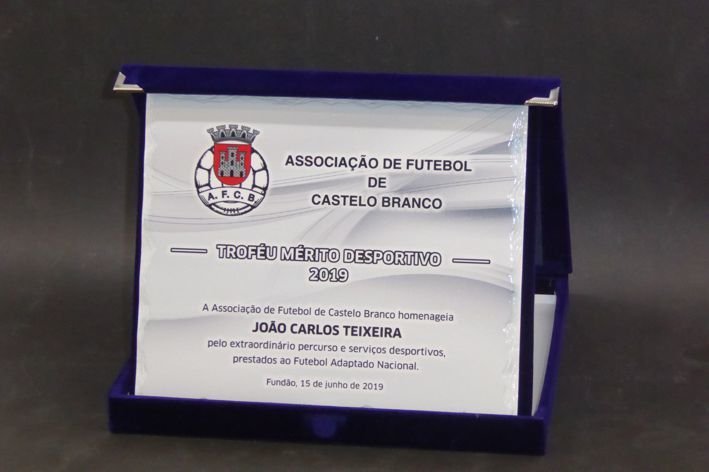 A. F. C. B.
ASSOCIAÇÃO DE FUTEBOL
DE
CASTELO BRANCO
TROFÉU MÉRITO DESPORTIVO
2019
A Associação de Futebol de Castelo Branco homenageia
JOÃO CARLOS TEIXEIRA
pelo extraordinário percurso e serviços desportivos,
prestados ao Futebol Adaptado Nacional.
Fundão, 15 de junho de 2019